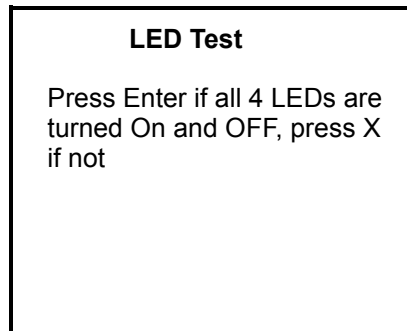 LED Test
Press Enter if all 4 LEDs are
turned On and OFF, press X
if not